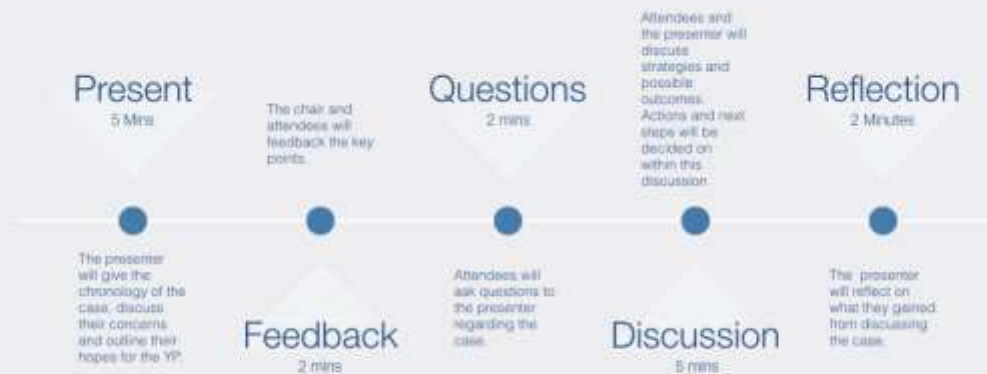 Present
5 Mins
The presenter
will give the
chronology of the
case, discuss
their concerns
and outline their
hopes for the YP.
The chair and
attendees will
feedback the key
points.
Feedback
2 mins
Questions
2 mins
Attendees will
ask questions to
the presenter
regarding the
case.
Attendees and
the presenter will
discuss
strategies and
possible
outcomes.
Actions and next
steps will be
decided on
within this
discussion
Discussion
5 mins
Reflection
2 Minutes
The presenter
will reflect on
what they gained
from discussing
the case.